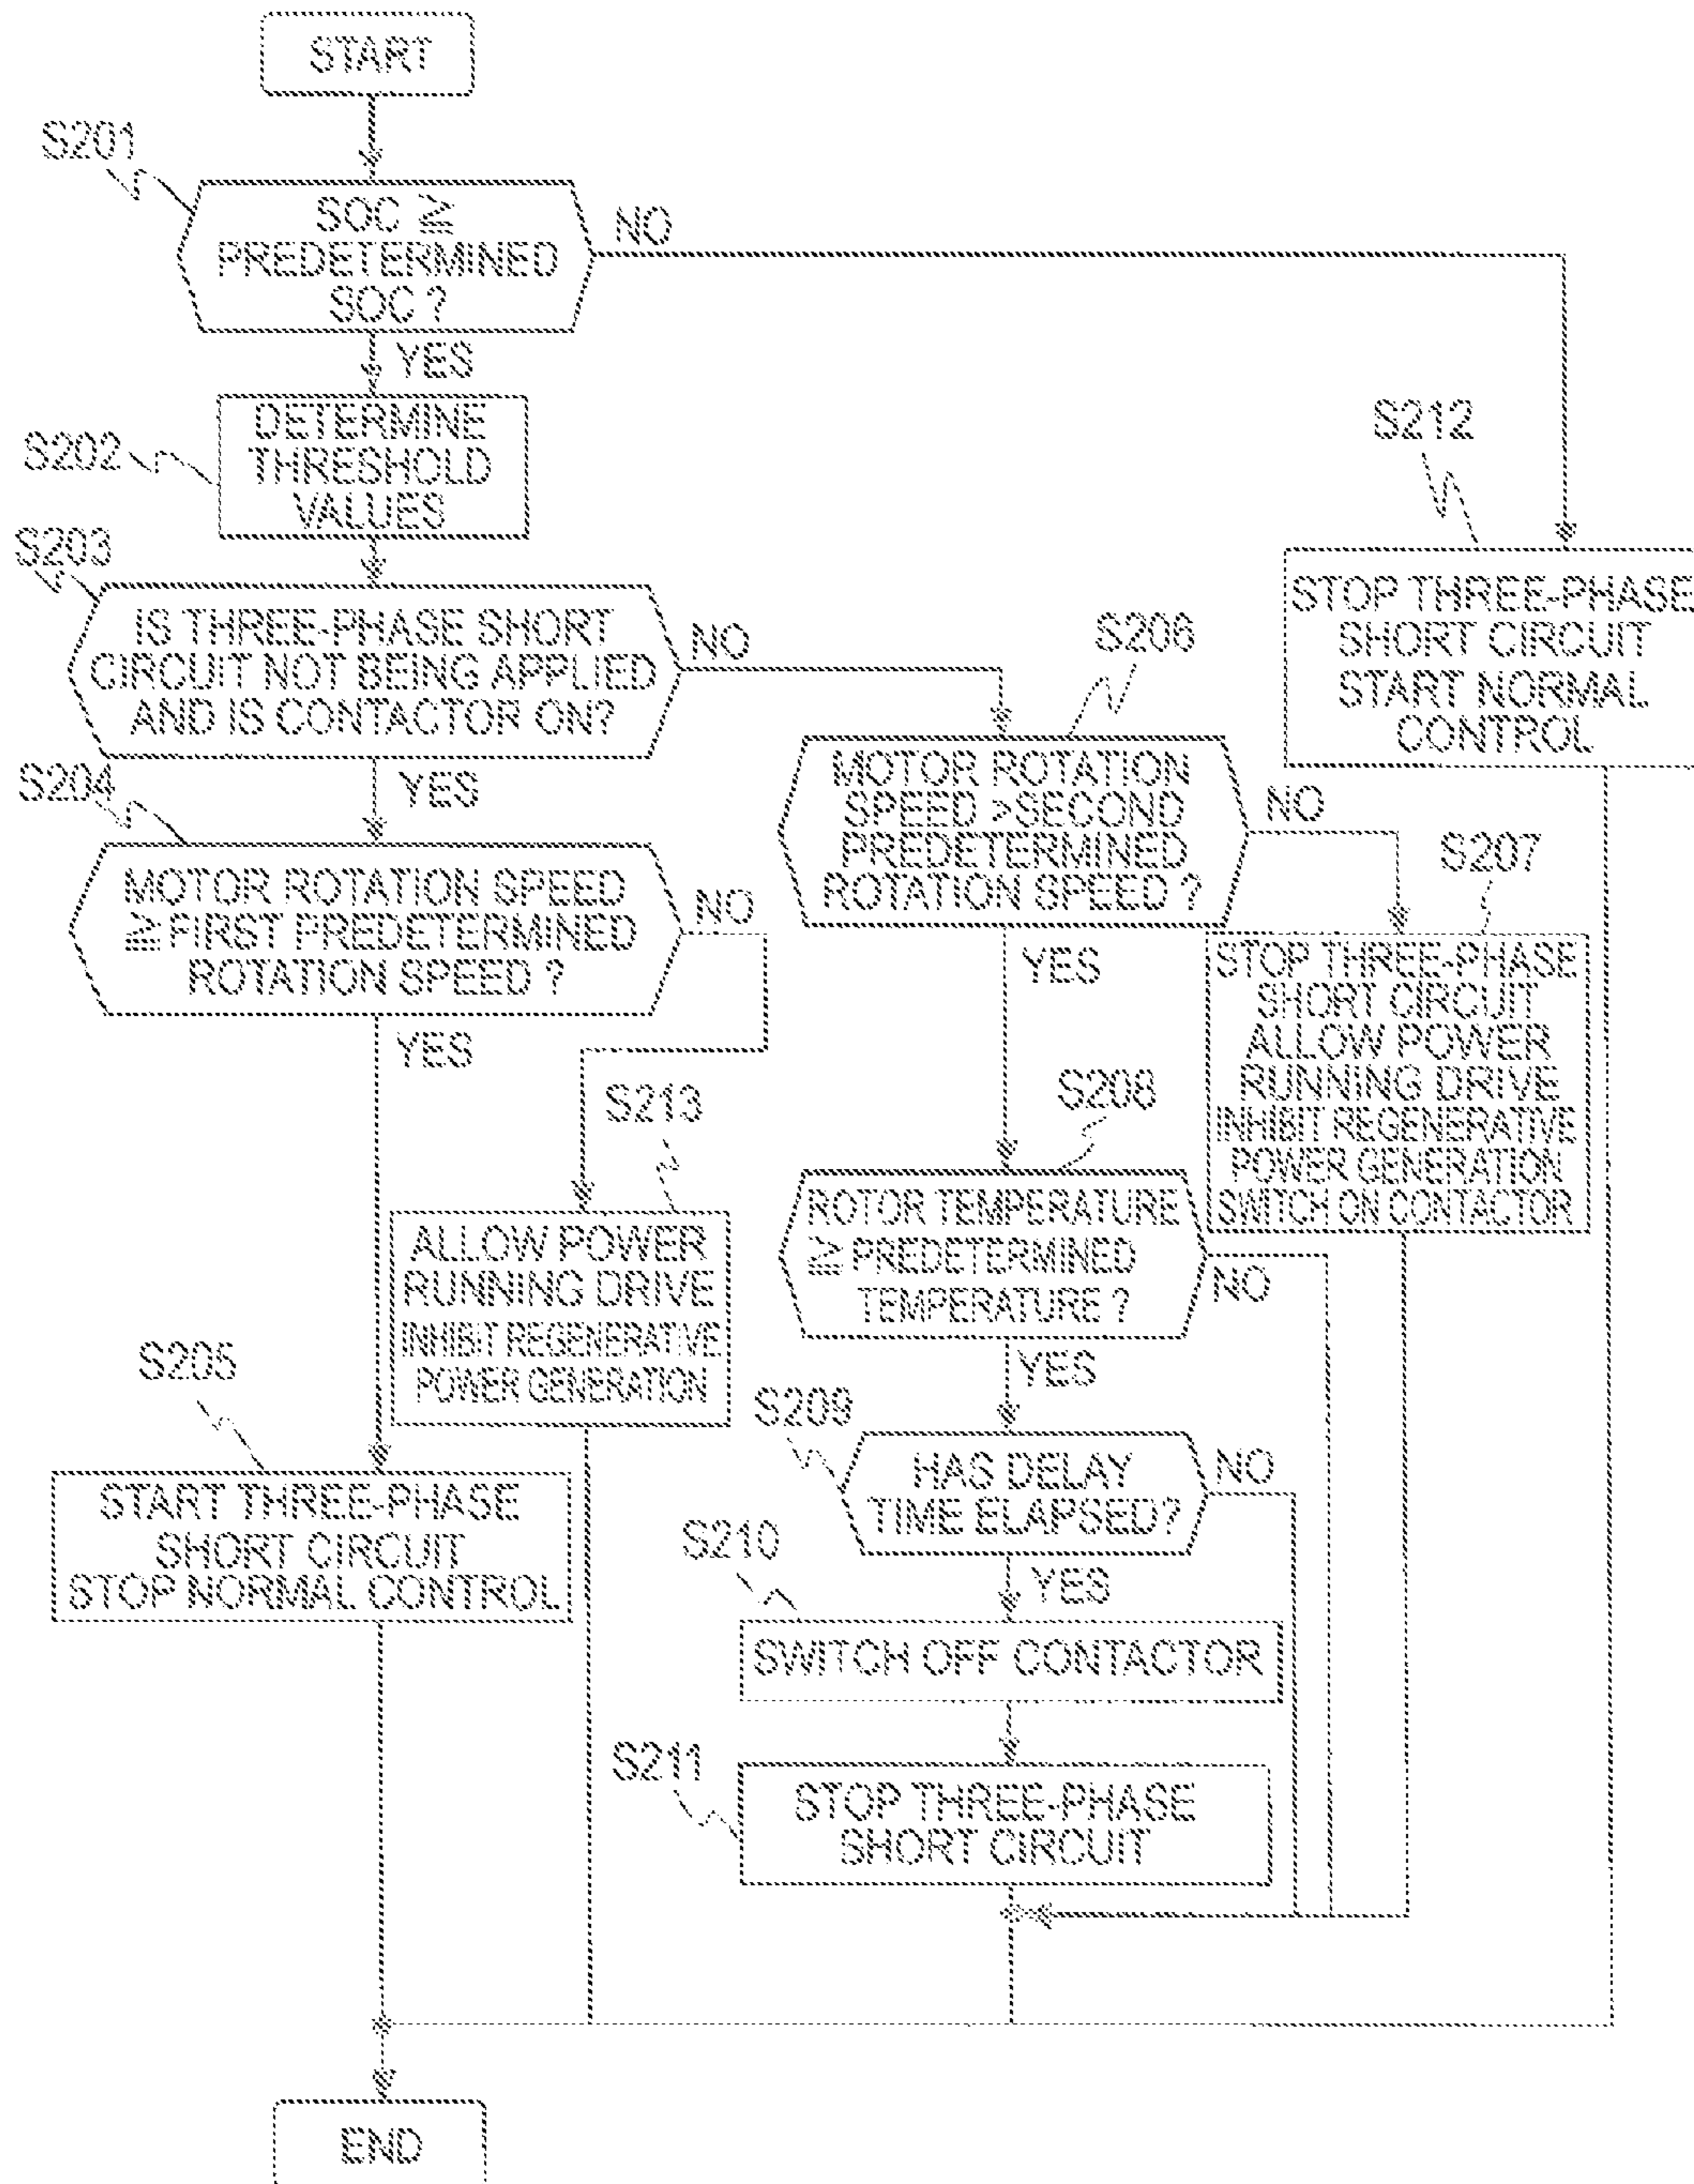 START
S201
SOC ≧
PREDETERMINED
SOC ?
NO
YES
S202
DETERMINE
THRESHOLD
VALUES
S212
STOP THREE-PHASE
SHORT CIRCUIT
START NORMAL
CONTROL
S203
IS THREE-PHASE SHORT
CIRCUIT NOT BEING APPLIED
AND IS CONTACTOR ON?
NO
YES
S206
MOTOR ROTATION
SPEED >SECOND
PREDETERMINED
ROTATION SPEED ?
NO
YES
S204
MOTOR ROTATION SPEED
≧ FIRST PREDETERMINED
ROTATION SPEED ?
NO
YES
S207
STOP THREE-PHASE
SHORT CIRCUIT
ALLOW POWER
RUNNING DRIVE
INHIBIT REGENERATIVE
POWER GENERATION
SWITCH ON CONTACTOR
S213
ALLOW POWER
RUNNING DRIVE
INHIBIT REGENERATIVE
POWER GENERATION
S208
ROTOR TEMPERATURE
≧ PREDETERMINED
TEMPERATURE ?
NO
YES
S205
START THREE-PHASE
SHORT CIRCUIT
STOP NORMAL CONTROL
S209
HAS DELAY
TIME ELAPSED?
NO
YES
S210
SWITCH OFF CONTACTOR
S211
STOP THREE-PHASE
SHORT CIRCUIT
END